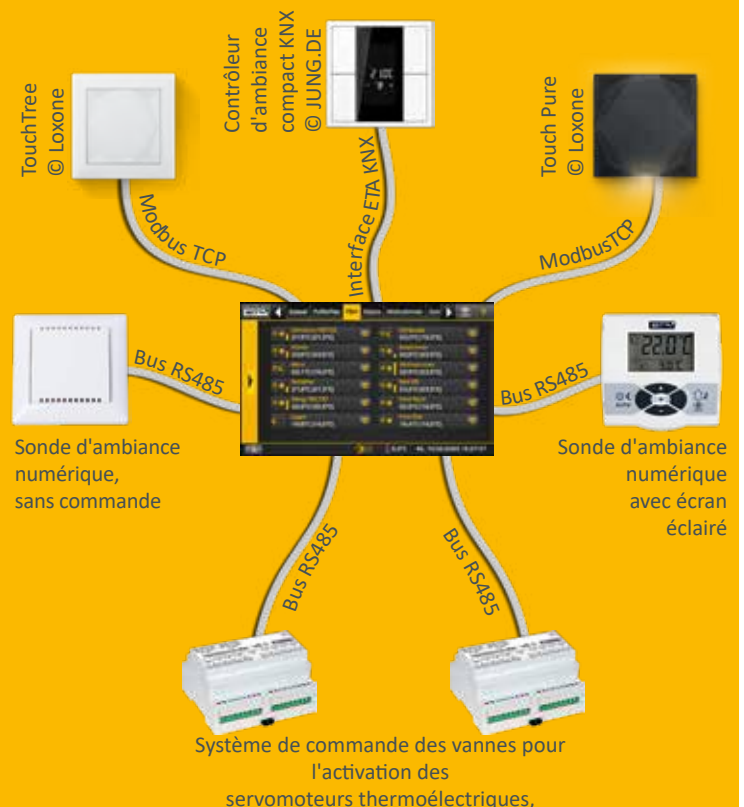 TouchTree
© Loxone
Contrôleur
d'ambiance
compact KNX
© JUNG.DE
Touch Pure
© Loxone
Modbus TCP
Interface ETA KNX
ModbusTCP
Bus RS485
Bus RS485
22.0°C
Sonde d'ambiance
numérique,
sans commande
Sonde d'ambiance
numérique
avec écran
éclairé
Bus RS485
Bus RS485
Système de commande des vannes pour
l'activation des
servomoteurs thermoélectriques,